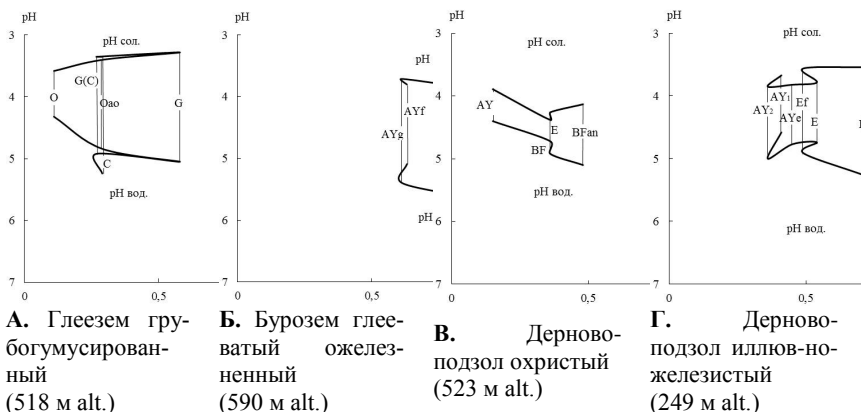 pH
3
4
5
6
7
0
0,5
pH сол.
G(C)
O
Oao
G
C
pH вод.
pH
3
4
5
6
7
0
0,5
pH
AYf
AYg
pH
pH
3
4
5
6
7
0
0,5
pH сол.
AY
E
BF
BFan
pH вод.
pH
3
4
5
6
7
0
0,5
pH сол.
AY₁
Ef
AY₂
AYe
E
pH вод.
А. Глеезем гру-
богумусирован-
ный
(518 м alt.)
Б. Бурозем глее-
ватый ожелез-
ненный
(590 м alt.)
В. Дерново-
подзол охристый
(523 м alt.)
Г. Дерново-
подзол иллюв-но-
железистый
(249 м alt.)